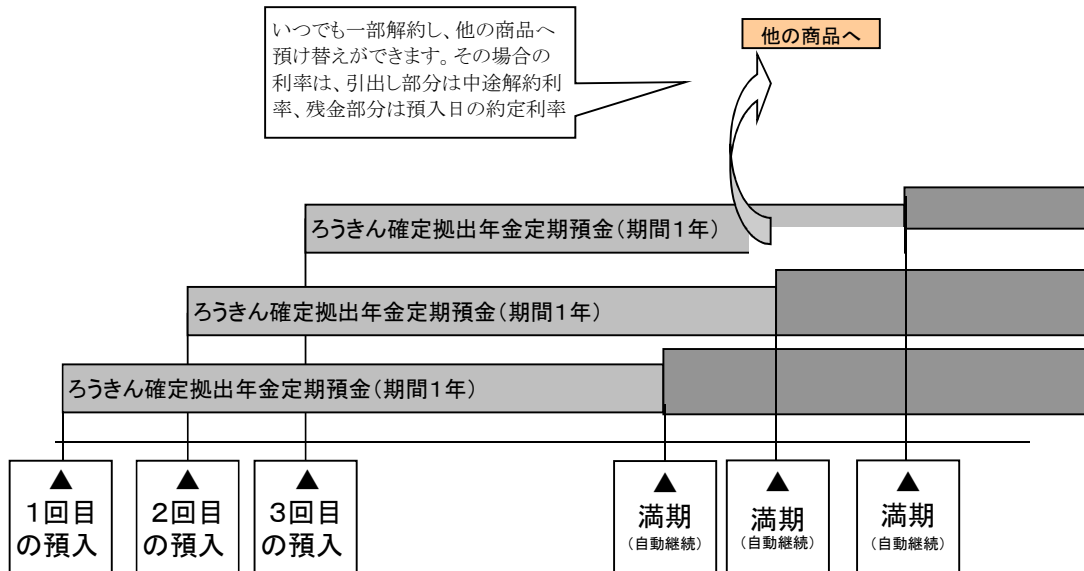 いつでも一部解約し、他の商品へ
預け替えができます。その場合の
利率は、引出し部分は中途解約利
率、残金部分は預入日の約定利率
他の商品へ
ろうきん確定拠出年金定期預金(期間1年)
ろうきん確定拠出年金定期預金(期間1年)
ろうきん確定拠出年金定期預金(期間1年)
▲
1回目
の預入
▲
2回目
の預入
▲
3回目
の預入
▲
満期
(自動継続)
▲
満期
(自動継続)
▲
満期
(自動継続)